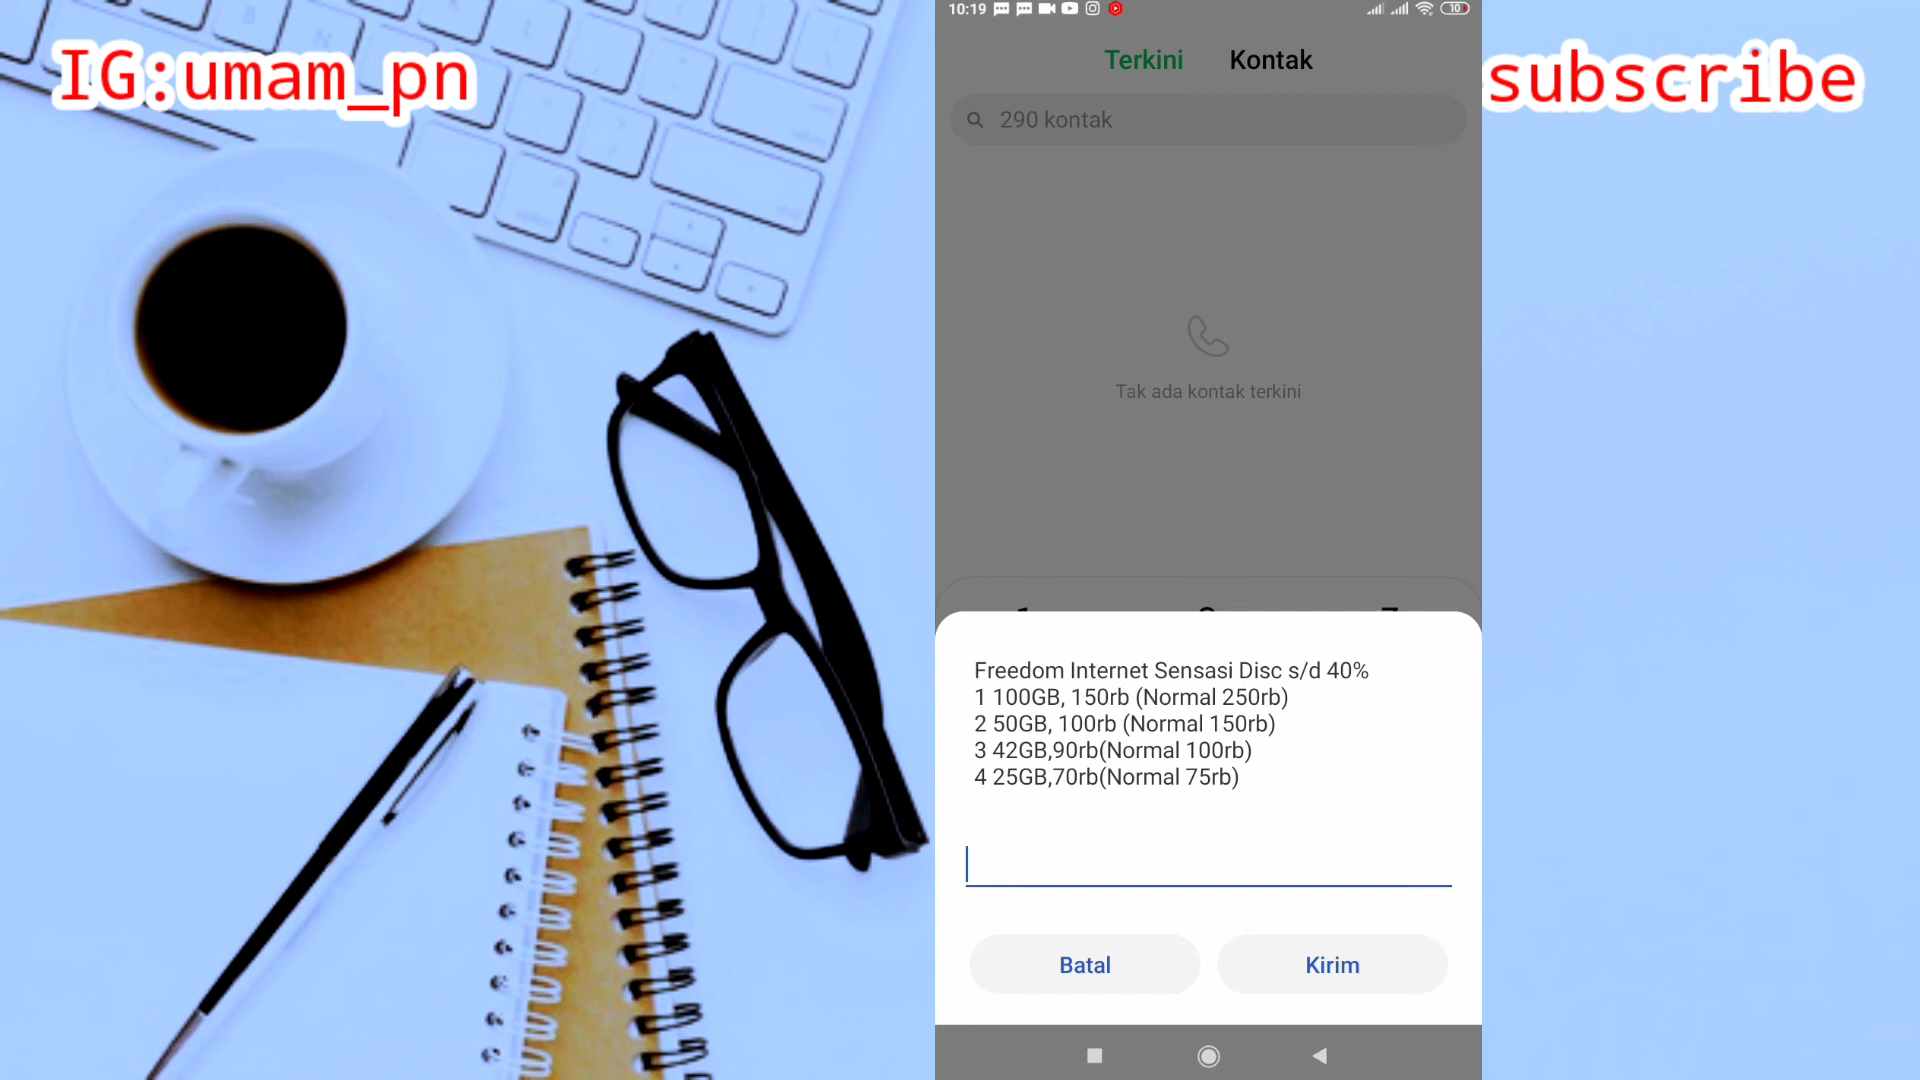 IG:umam_pn
subscribe
10:19
10
Terkini Kontak
290 kontak
Tak ada kontak terkini
Freedom Internet Sensasi Disc s/d 40%
1 100GB, 150rb (Normal 250rb)
2 50GB, 100rb (Normal 150rb)
3 42GB,90rb(Normal 100rb)
4 25GB,70rb(Normal 75rb)
Batal Kirim